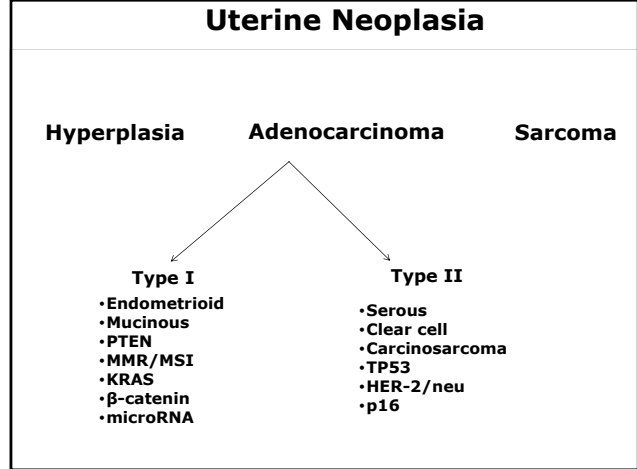 Uterine Neoplasia
Hyperplasia Adenocarcinoma Sarcoma
Type I
•Endometrioid
•Mucinous
•PTEN
•MMR/MSI
•KRAS
•β-catenin
•microRNA
Type II
•Serous
•Clear cell
•Carcinosarcoma
•TP53
•HER-2/neu
•p16